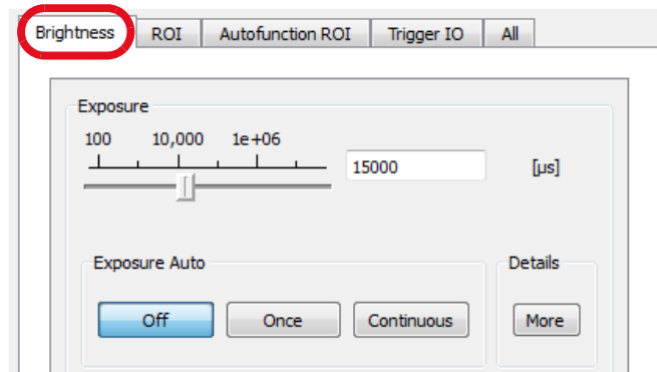 Brightness ROI Autofunction ROI Trigger IO All
Exposure
100 10,000 1e+06
15000 [µs]
Exposure Auto Details
Off Once Continuous More